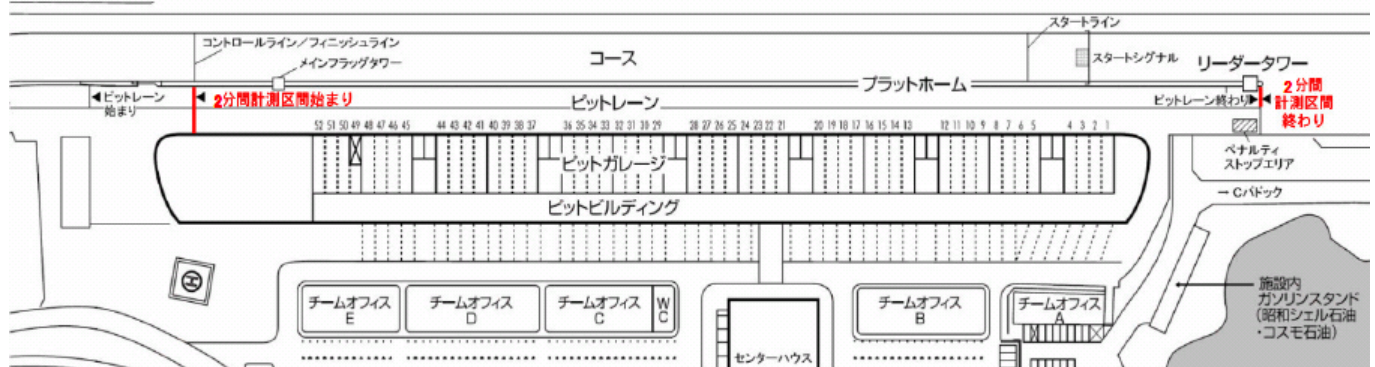 スタートライン
コントロールライン/フィニッシュライン
コース
メインフラッグタワー
スタートシグナル
リーダータワー
プラットホーム
◀ピットレーン
始まり
◀ 2分間計測区間始まり
ピットレーン
ピットレーン終わり▶
◀ 2分間
計測区間
終わり
52 51 50 49 48 47 46 45 44 43 42 41 40 39 38 37 36 35 34 33 32 31 30 29 28 27 26 25 24 23 22 21 20 19 18 17 16 15 14 13 12 11 10 9 8 7 6 5 4 3 2 1
ペナルティ
ストップエリア
ピットガレージ
→ Cパドック
ピットビルディング
H
施設内
ガソリンスタンド
(昭和シェル石油
・コスモ石油)
チームオフィス
E
チームオフィス
D
チームオフィス
C
WC
チームオフィス
B
チームオフィス
A
センターハウス